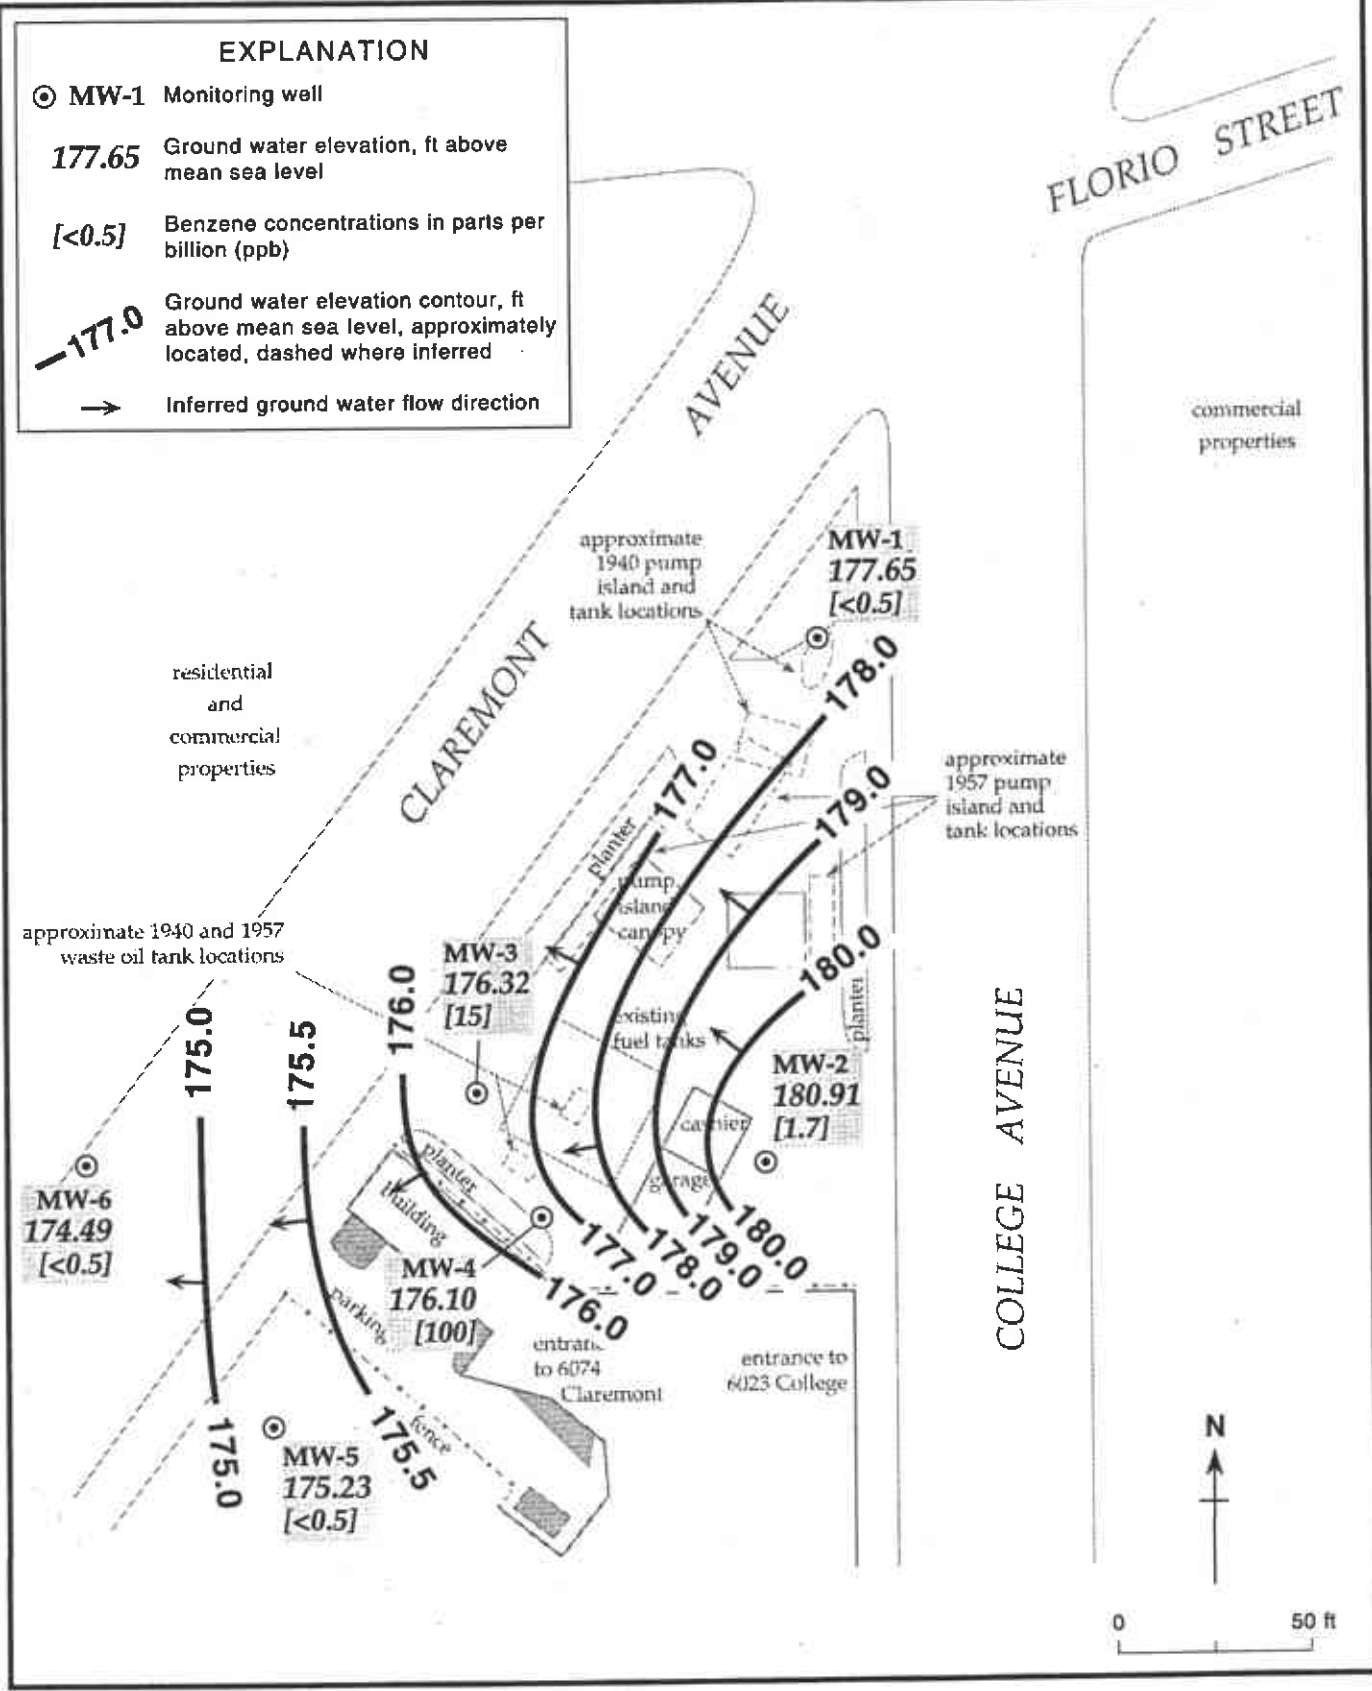 EXPLANATION
MW-1 Monitoring well
177.65 Ground water elevation, ft above
mean sea level
[<0.5] Benzene concentrations in parts per
billion (ppb)
177.0 Ground water elevation contour, ft
above mean sea level, approximately
located, dashed where inferred
Inferred ground water flow direction
FLORIO STREET
CLAREMONT AVENUE
commercial
properties
approximate
1940 pump
island and
tank locations
MW-1
177.65
[<0.5]
residential
and
commercial
properties
178.0
177.0
179.0
approximate
1957 pump
island and
tank locations
planter
pump
island
canopy
approximate 1940 and 1957
waste oil tank locations
MW-3
176.32
[15]
180.0
planter
176.0
175.0
175.5
existing
fuel tanks
COLLEGE AVENUE
MW-2
180.91
[1.7]
cashier
garage
planter
building
MW-6
174.49
[<0.5]
MW-4
176.10
[100]
177.0
178.0
179.0
180.0
176.0
parking
to 6074
Claremont
entrance to
6023 College
fence
175.0
175.5
MW-5
175.23
[<0.5]
N
0 50 ft